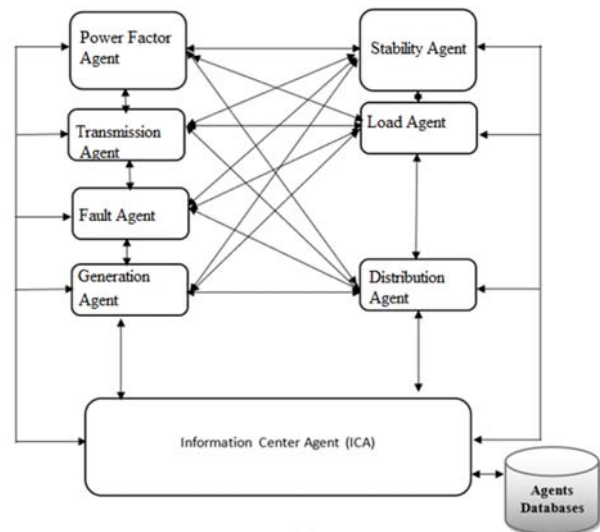 Power Factor
Agent
Stability Agent
Transmission
Agent
Load Agent
Fault Agent
Generation
Agent
Distribution
Agent
Information Center Agent (ICA)
Agents
Databases